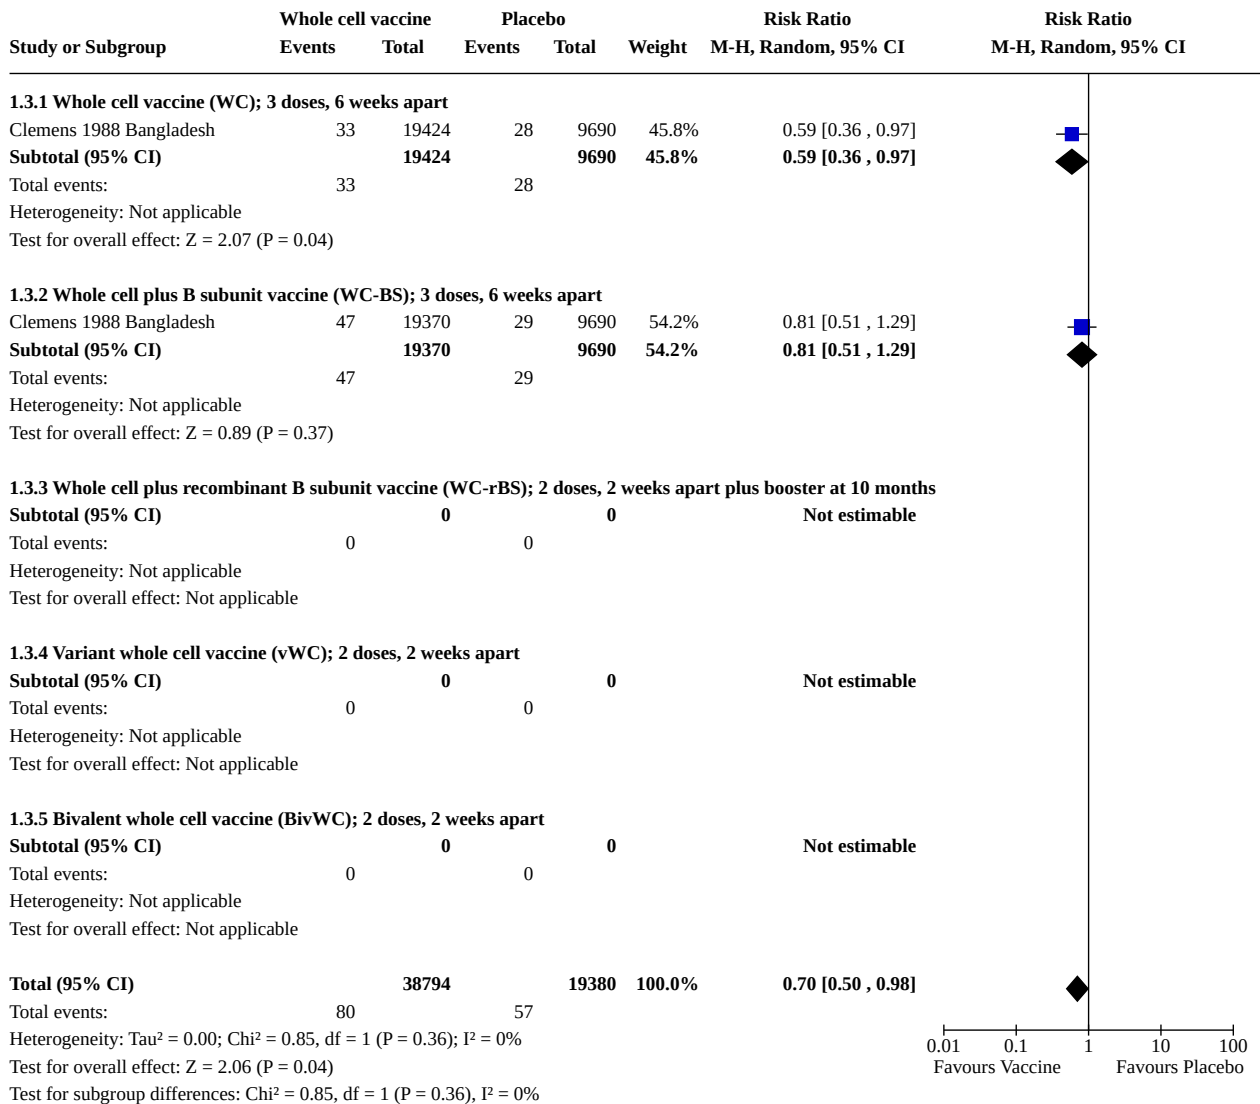 Whole cell vaccine Placebo Risk Ratio Risk Ratio
Study or Subgroup Events Total Events Total Weight M-H, Random, 95% CI M-H, Random, 95% CI
1.3.1 Whole cell vaccine (WC); 3 doses, 6 weeks apart
Clemens 1988 Bangladesh 33 19424 28 9690 45.8% 0.59 [0.36 , 0.97]
Subtotal (95% CI) 19424 9690 45.8% 0.59 [0.36 , 0.97]
Total events: 33 28
Heterogeneity: Not applicable
Test for overall effect: Z = 2.07 (P = 0.04)
1.3.2 Whole cell plus B subunit vaccine (WC-BS); 3 doses, 6 weeks apart
Clemens 1988 Bangladesh 47 19370 29 9690 54.2% 0.81 [0.51 , 1.29]
Subtotal (95% CI) 19370 9690 54.2% 0.81 [0.51 , 1.29]
Total events: 47 29
Heterogeneity: Not applicable
Test for overall effect: Z = 0.89 (P = 0.37)
1.3.3 Whole cell plus recombinant B subunit vaccine (WC-rBS); 2 doses, 2 weeks apart plus booster at 10 months
Subtotal (95% CI) 0 0 Not estimable
Total events: 0 0
Heterogeneity: Not applicable
Test for overall effect: Not applicable
1.3.4 Variant whole cell vaccine (vWC); 2 doses, 2 weeks apart
Subtotal (95% CI) 0 0 Not estimable
Total events: 0 0
Heterogeneity: Not applicable
Test for overall effect: Not applicable
1.3.5 Bivalent whole cell vaccine (BivWC); 2 doses, 2 weeks apart
Subtotal (95% CI) 0 0 Not estimable
Total events: 0 0
Heterogeneity: Not applicable
Test for overall effect: Not applicable
Total (95% CI) 38794 19380 100.0% 0.70 [0.50 , 0.98]
Total events: 80 57
Heterogeneity: Tau² = 0.00; Chi² = 0.85, df = 1 (P = 0.36); I² = 0%
0.01 0.1 1 10 100
Test for overall effect: Z = 2.06 (P = 0.04) Favours Vaccine Favours Placebo
Test for subgroup differences: Chi² = 0.85, df = 1 (P = 0.36), I² = 0%